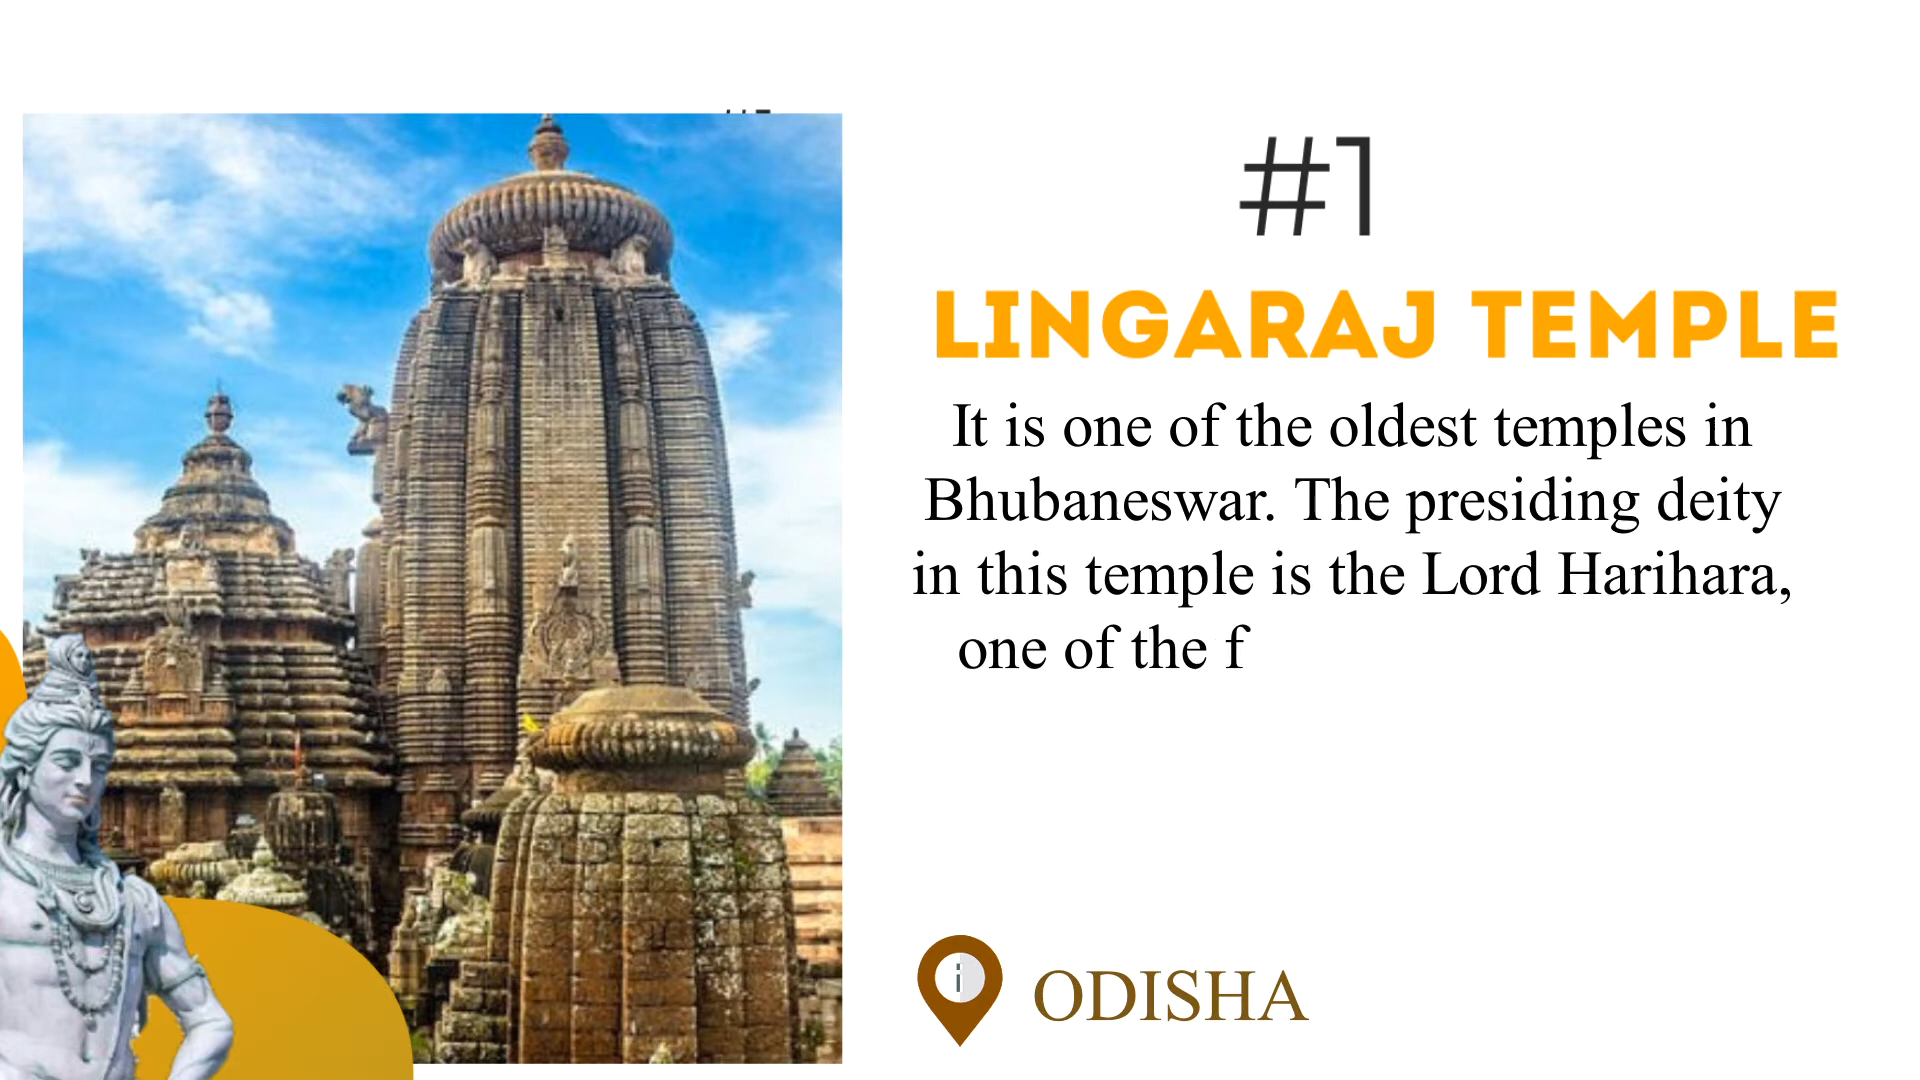 #1
LINGARAJ TEMPLE
It is one of the oldest temples in
Bhubaneswar. The presiding deity
in this temple is the Lord Harihara,
one of the f
i
ODISHA